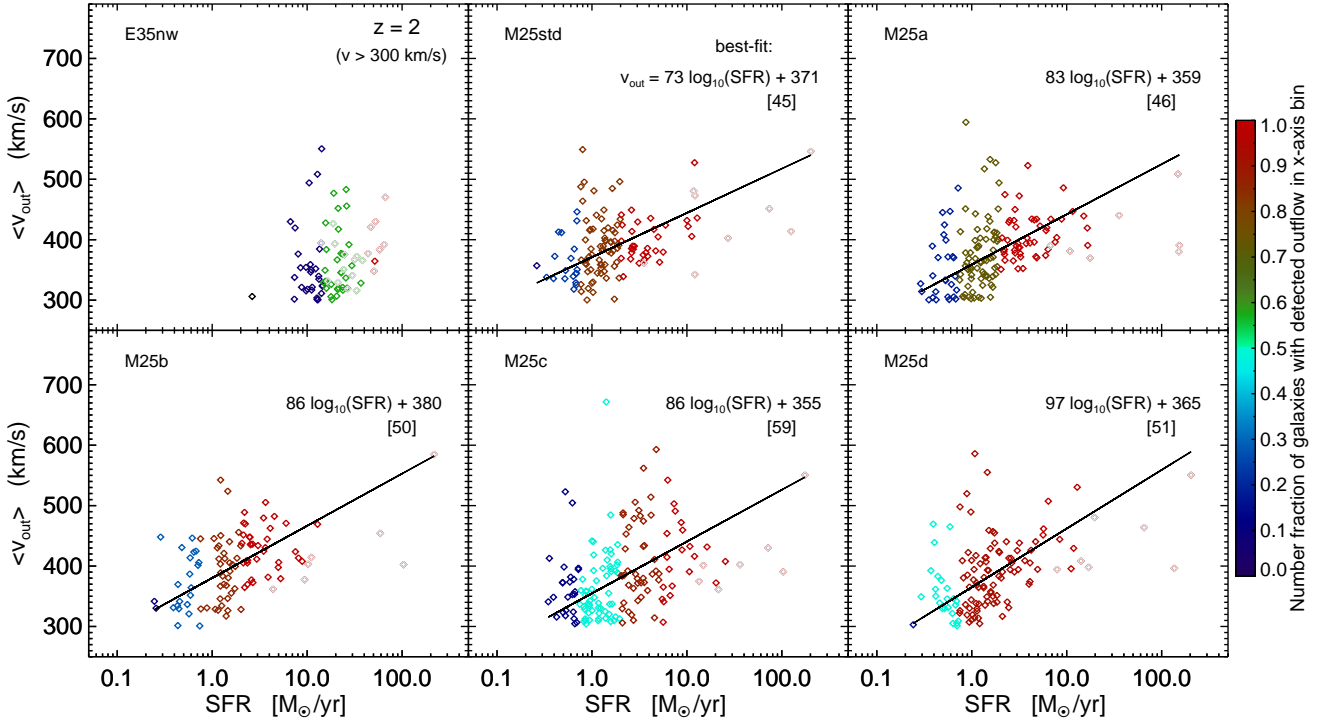 E35nw
z = 2
(v > 300 km/s)
M25std
best-fit:
v_out = 73 log₁₀(SFR) + 371
[45]
M25a
83 log₁₀(SFR) + 359
[46]
700
600
500
400
300
<v_out> (km/s)
M25b
86 log₁₀(SFR) + 380
[50]
M25c
86 log₁₀(SFR) + 355
[59]
M25d
97 log₁₀(SFR) + 365
[51]
700
600
500
400
300
<v_out> (km/s)
0.1 1.0 10.0 100.0
SFR [M☉/yr]
0.1 1.0 10.0 100.0
SFR [M☉/yr]
0.1 1.0 10.0 100.0
SFR [M☉/yr]
1.0
0.9
0.8
0.7
0.6
0.5
0.4
0.3
0.2
0.1
0.0
Number fraction of galaxies with detected outflow in x-axis bin